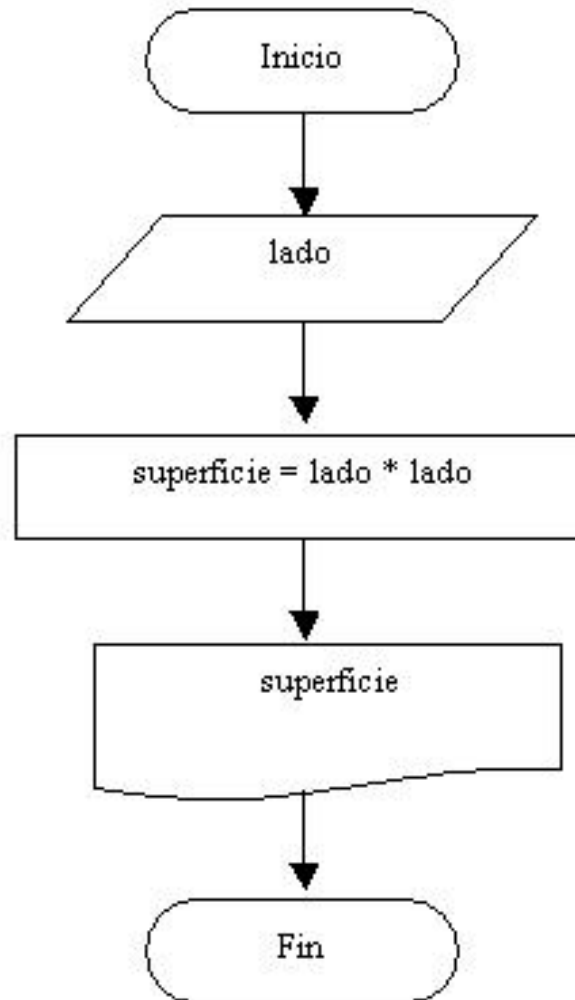 Inicio
lado
superficie = lado * lado
superficie
Fin